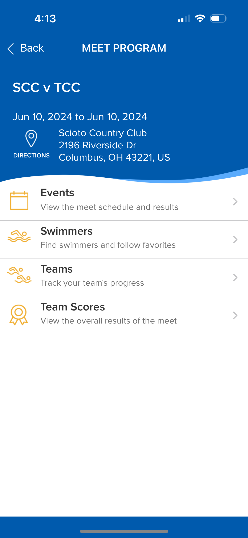 4:13
Back
MEET PROGRAM
SCC v TCC
Jun 10, 2024 to Jun 10, 2024
Scioto Country Club
2196 Riverside Dr
Columbus, OH 43221, US
DIRECTIONS
Events
View the meet schedule and results
Swimmers
Find swimmers and follow favorites
Teams
Track your team's progress
Team Scores
View the overall results of the meet